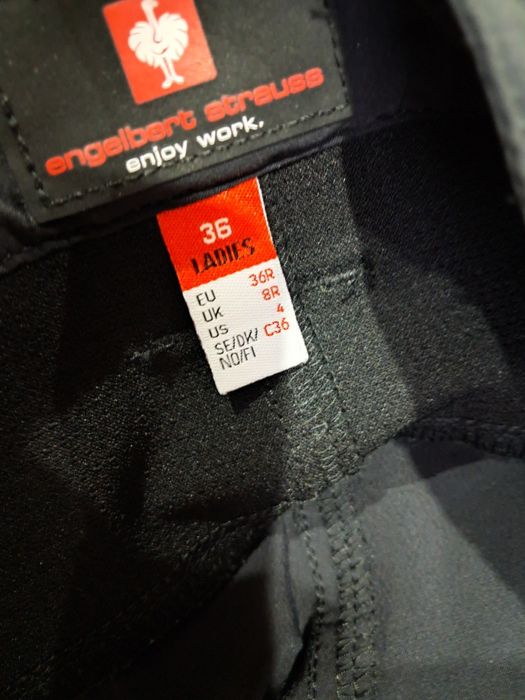 engelbert strauss
enjoy work.
36
LADIES
EU 36R
UK 8R
US 4
SE/DK/ C36
NO/FI